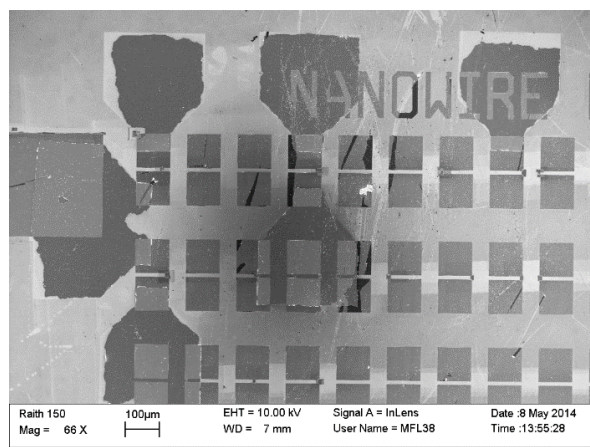 NANOWIRE
Raith 150 100µm EHT = 10.00 kV Signal A = InLens Date :8 May 2014
Mag = 66 X WD = 7 mm User Name = MFL38 Time :13:55:28